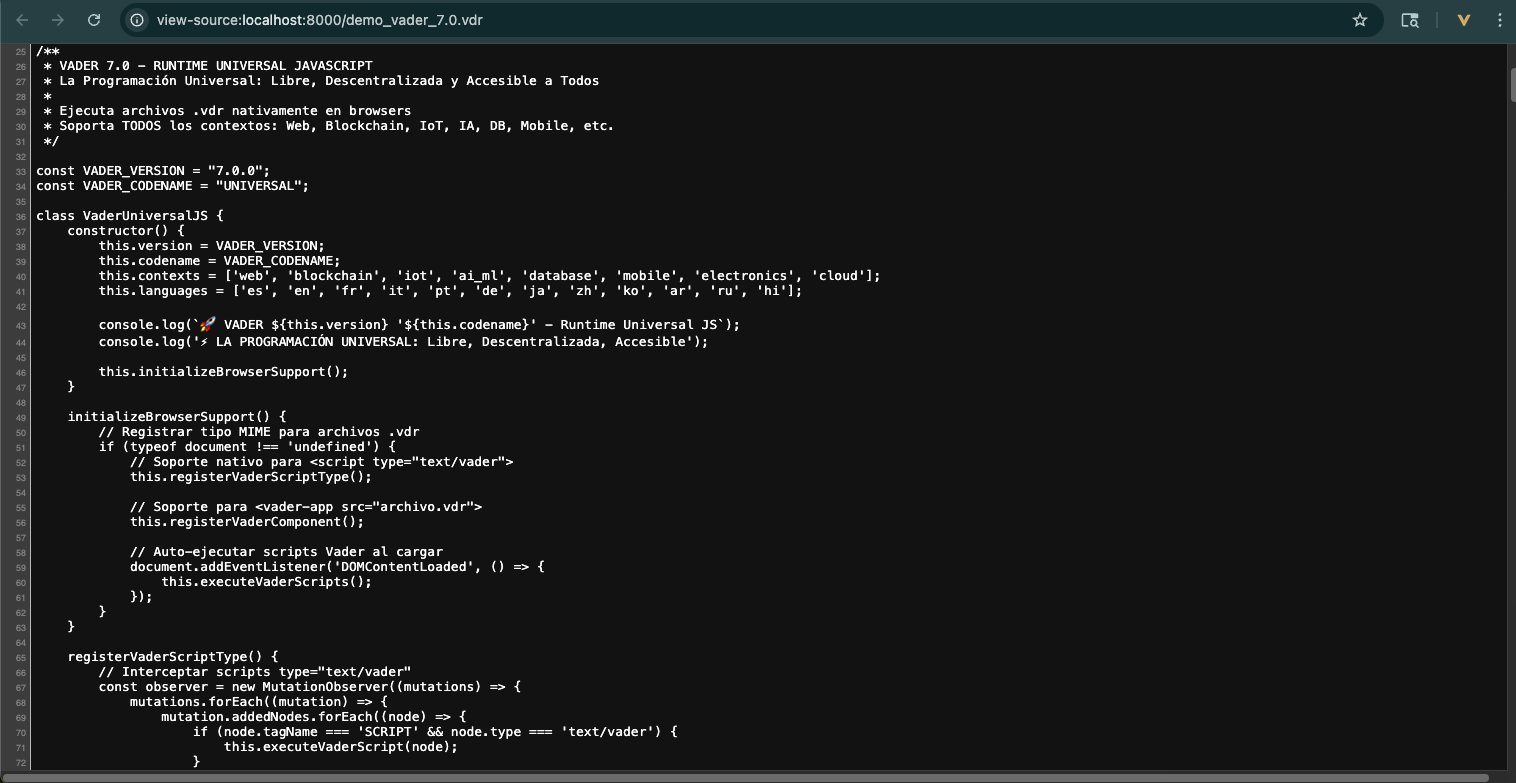 view-source:localhost:8000/demo_vader_7.0.vdr
25 /**
26  * VADER 7.0 – RUNTIME UNIVERSAL JAVASCRIPT
27  * La Programación Universal: Libre, Descentralizada y Accesible a Todos
28  *
29  * Ejecuta archivos .vdr nativamente en browsers
30  * Soporta TODOS los contextos: Web, Blockchain, IoT, IA, DB, Mobile, etc.
31  */
32
33 const VADER_VERSION = "7.0.0";
34 const VADER_CODENAME = "UNIVERSAL";
35
36 class VaderUniversalJS {
37     constructor() {
38         this.version = VADER_VERSION;
39         this.codename = VADER_CODENAME;
40         this.contexts = ['web', 'blockchain', 'iot', 'ai_ml', 'database', 'mobile', 'electronics', 'cloud'];
41         this.languages = ['es', 'en', 'fr', 'it', 'pt', 'de', 'ja', 'zh', 'ko', 'ar', 'ru', 'hi'];
42
43         console.log(`🚀 VADER ${this.version} '${this.codename}' – Runtime Universal JS`);
44         console.log('⚡ LA PROGRAMACIÓN UNIVERSAL: Libre, Descentralizada, Accesible');
45
46         this.initializeBrowserSupport();
47     }
48
49     initializeBrowserSupport() {
50         // Registrar tipo MIME para archivos .vdr
51         if (typeof document !== 'undefined') {
52             // Soporte nativo para <script type="text/vader">
53             this.registerVaderScriptType();
54
55             // Soporte para <vader-app src="archivo.vdr">
56             this.registerVaderComponent();
57
58             // Auto-ejecutar scripts Vader al cargar
59             document.addEventListener('DOMContentLoaded', () => {
60                 this.executeVaderScripts();
61             });
62         }
63     }
64
65     registerVaderScriptType() {
66         // Interceptar scripts type="text/vader"
67         const observer = new MutationObserver((mutations) => {
68             mutations.forEach((mutation) => {
69                 mutation.addedNodes.forEach((node) => {
70                     if (node.tagName === 'SCRIPT' && node.type === 'text/vader') {
71                         this.executeVaderScript(node);
72                     }